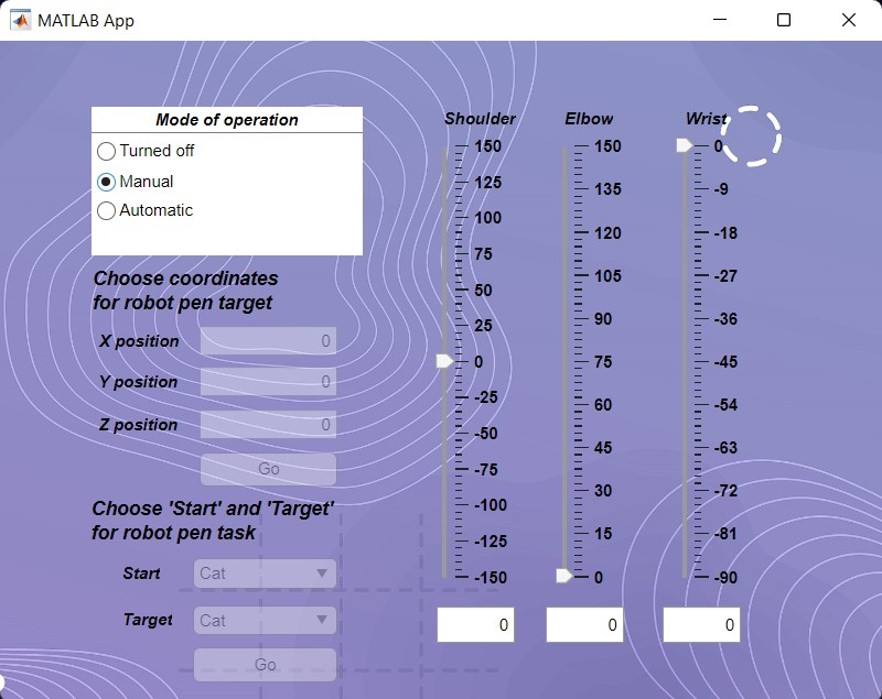 MATLAB App
Mode of operation
Turned off
Manual
Automatic
Choose coordinates
for robot pen target
X position 0
Y position 0
Z position 0
Go
Choose 'Start' and 'Target'
for robot pen task
Start Cat
Target Cat
Go
Shoulder
150
125
100
75
50
25
0
-25
-50
-75
-100
-125
-150
0
Elbow
150
135
120
105
90
75
60
45
30
15
0
0
Wrist
0
-9
-18
-27
-36
-45
-54
-63
-72
-81
-90
0